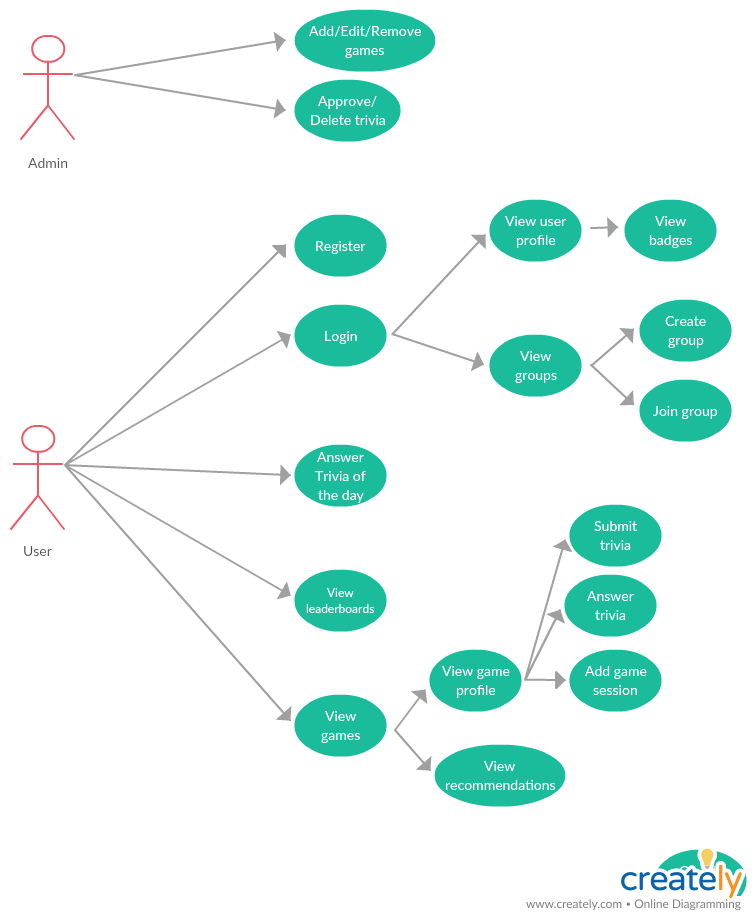 Add/Edit/Remove
games
Approve/
Delete trivia
Admin
Register
Login
View user
profile
View
badges
View
groups
Create
group
Join group
User
Answer
Trivia of
the day
View
leaderboards
View
games
View game
profile
View
recommendations
Submit
trivia
Answer
trivia
Add game
session
creately
www.creately.com • Online Diagramming